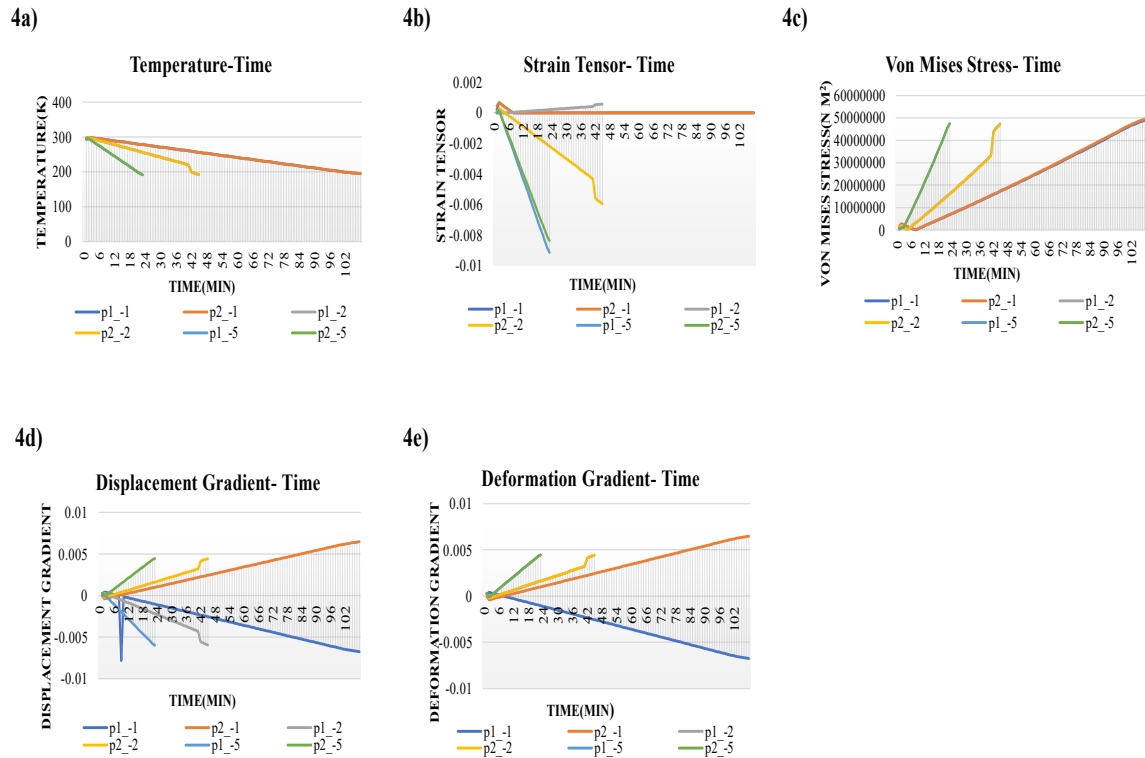 4a)
Temperature-Time
TEMPERATURE(K)
400
300
200
100
0
0 6 12 18 24 30 36 42 48 54 60 66 72 78 84 90 96 102
TIME(MIN)
p1_-1 p2_-1 p1_-2
p2_-2 p1_-5 p2_-5
4b)
Strain Tensor- Time
STRAIN TENSOR
0.002
0
-0.002
-0.004
-0.006
-0.008
-0.01
0 6 12 18 24 30 36 42 48 54 60 66 72 78 84 90 96 102
TIME(MIN)
p1_-1 p2_-1 p1_-2
p2_-2 p1_-5 p2_-5
4c)
Von Mises Stress- Time
VON MISES STRESS(N M²)
60000000
50000000
40000000
30000000
20000000
10000000
0
0 6 12 18 24 30 36 42 48 54 60 66 72 78 84 90 96 102
TIME(MIN)
p1_-1 p2_-1 p1_-2
p2_-2 p1_-5 p2_-5
4d)
Displacement Gradient- Time
DISPLACEMENT GRADIENT
0.01
0.005
0
-0.005
-0.01
0 6 12 18 24 30 36 42 48 54 60 66 72 78 84 90 96 102
TIME(MIN)
p1_-1 p2_-1 p1_-2
p2_-2 p1_-5 p2_-5
4e)
Deformation Gradient- Time
DEFORMATION GRADIENT
0.01
0.005
0
-0.005
-0.01
0 6 12 18 24 30 36 42 48 54 60 66 72 78 84 90 96 102
TIME(MIN)
p1_-1 p2_-1 p1_-2
p2_-2 p1_-5 p2_-5